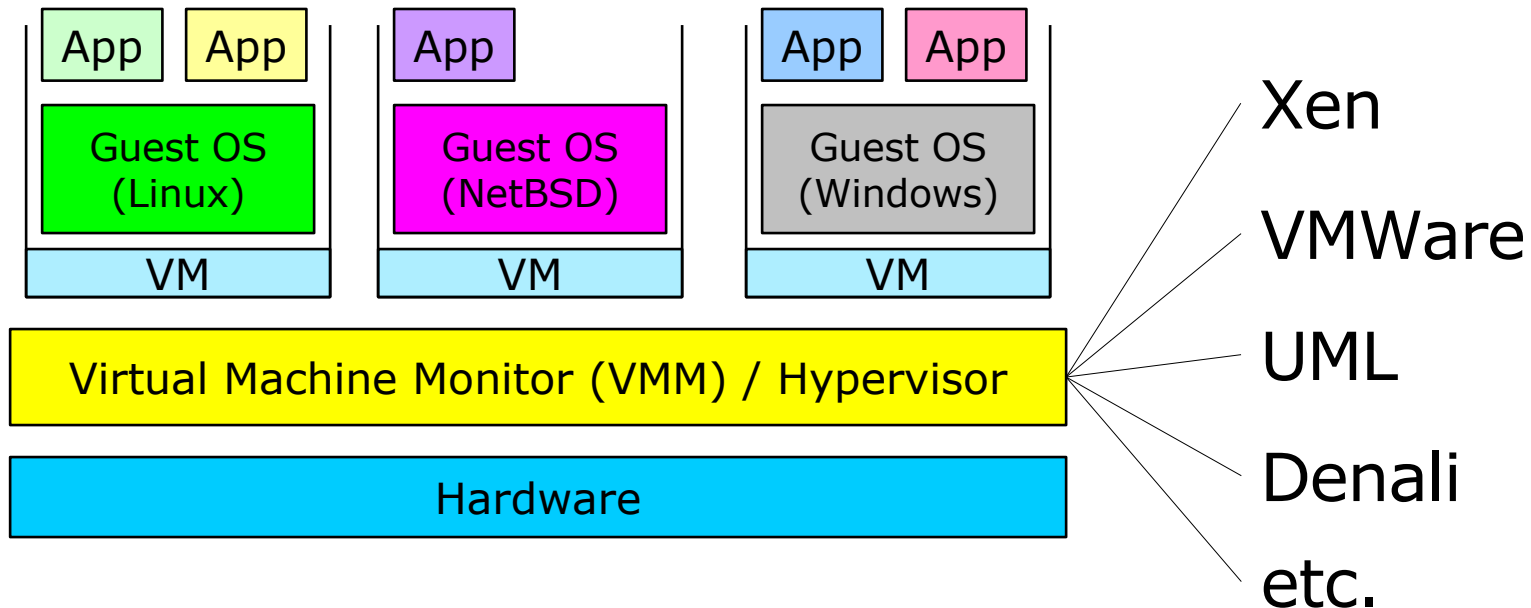 App
App
App
App
App
Guest OS
(Linux)
Guest OS
(NetBSD)
Guest OS
(Windows)
VM
VM
VM
Virtual Machine Monitor (VMM) / Hypervisor
Hardware
Xen
VMWare
UML
Denali
etc.